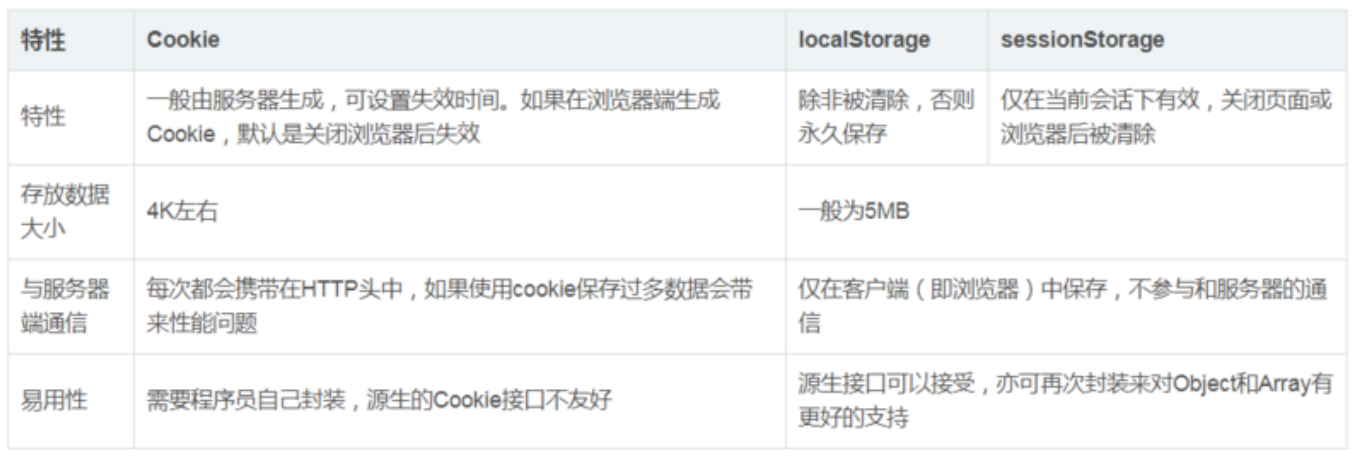 特性 Cookie localStorage sessionStorage
特性
一般由服务器生成，可设置失效时间。如果在浏览器端生成
Cookie，默认是关闭浏览器后失效
除非被清除，否则
永久保存
仅在当前会话下有效，关闭页面或
浏览器后被清除
存放数据
大小
4K左右
一般为5MB
与服务器
端通信
每次都会携带在HTTP头中，如果使用cookie保存过多数据会带
来性能问题
仅在客户端（即浏览器）中保存，不参与和服务器的通
信
易用性
需要程序员自己封装，源生的Cookie接口不友好
源生接口可以接受，亦可再次封装来对Object和Array有
更好的支持